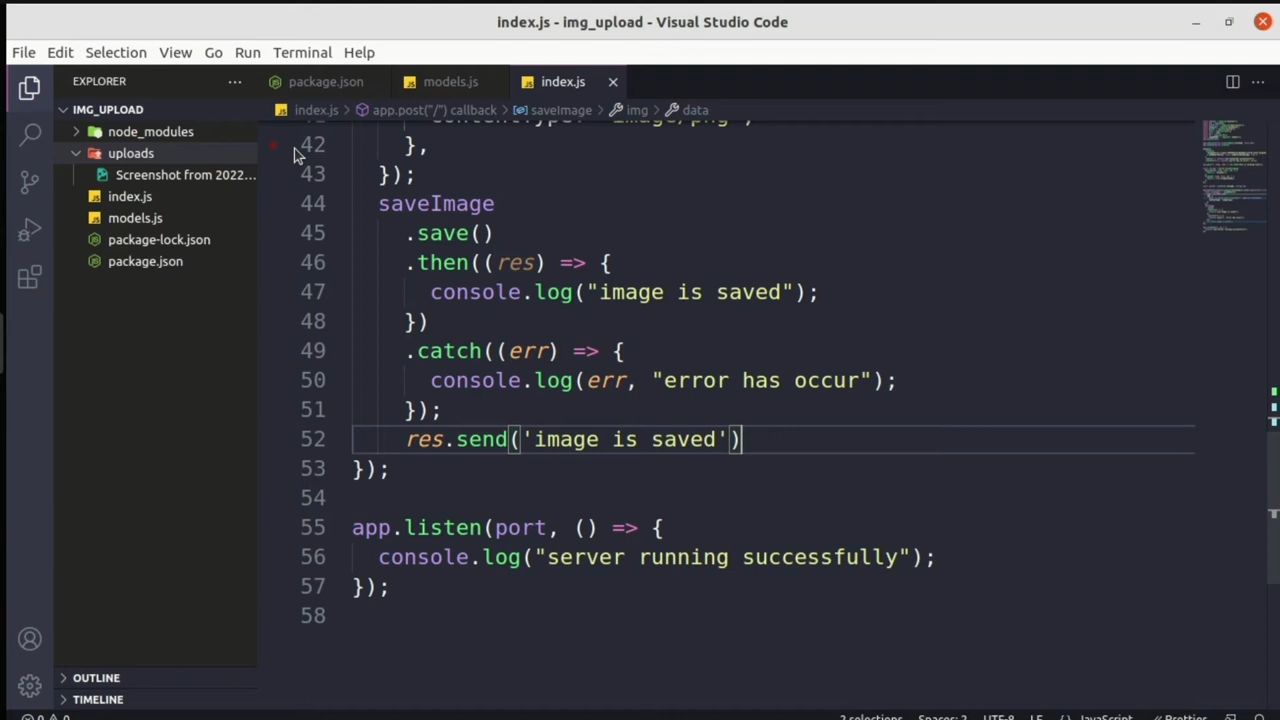 index.js - img_upload - Visual Studio Code
File Edit Selection View Go Run Terminal Help
EXPLORER
package.json
models.js
index.js
IMG_UPLOAD
index.js > app.post("/") callback > saveImage > img > data
node_modules
uploads
Screenshot from 2022...
index.js
models.js
package-lock.json
package.json
42 },
43 });
44 saveImage
45 .save()
46 .then((res) => {
47 console.log("image is saved");
48 })
49 .catch((err) => {
50 console.log(err, "error has occur");
51 });
52 res.send('image is saved')
53 });
54
55 app.listen(port, () => {
56 console.log("server running successfully");
57 });
58
OUTLINE
TIMELINE